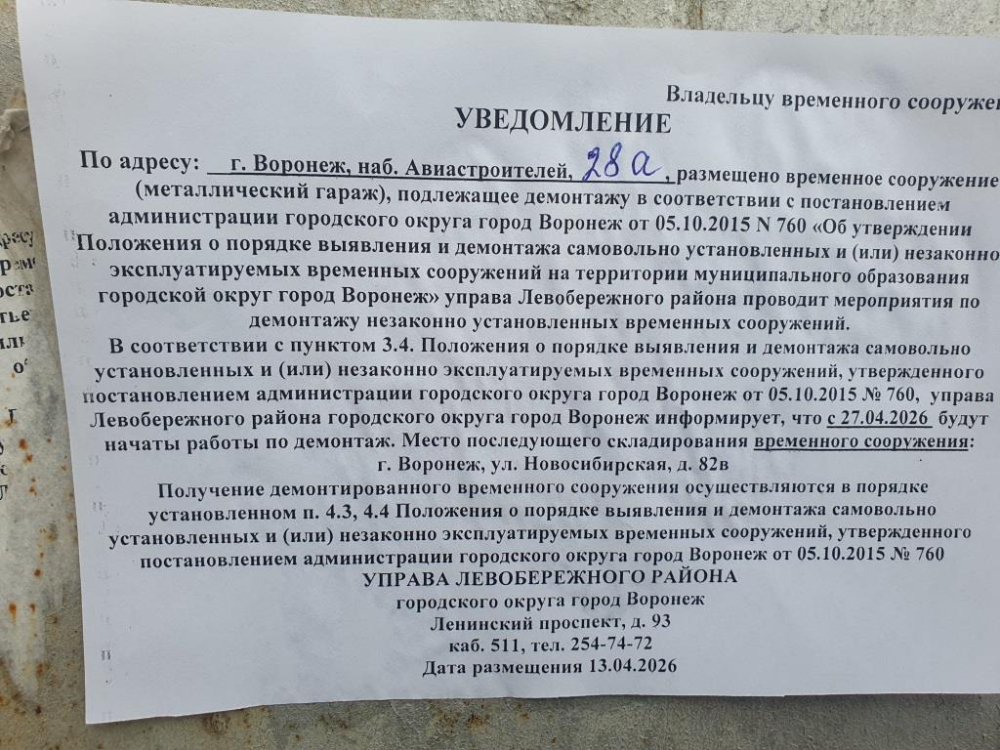 Владельцу временного сооружен
УВЕДОМЛЕНИЕ
По адресу: г. Воронеж, наб. Авиастроителей, 28а, размещено временное сооружение
(металлический гараж), подлежащее демонтажу в соответствии с постановлением
администрации городского округа город Воронеж от 05.10.2015 N 760 «Об утверждении
Положения о порядке выявления и демонтажа самовольно установленных и (или) незаконно
эксплуатируемых временных сооружений на территории муниципального образования
городской округ город Воронеж» управа Левобережного района проводит мероприятия по
демонтажу незаконно установленных временных сооружений.
В соответствии с пунктом 3.4. Положения о порядке выявления и демонтажа самовольно
установленных и (или) незаконно эксплуатируемых временных сооружений, утвержденного
постановлением администрации городского округа город Воронеж от 05.10.2015 № 760, управа
Левобережного района городского округа город Воронеж информирует, что с 27.04.2026 будут
начаты работы по демонтаж. Место последующего складирования временного сооружения:
г. Воронеж, ул. Новосибирская, д. 82в
Получение демонтированного временного сооружения осуществляются в порядке
установленном п. 4.3, 4.4 Положения о порядке выявления и демонтажа самовольно
установленных и (или) незаконно эксплуатируемых временных сооружений, утвержденного
постановлением администрации городского округа город Воронеж от 05.10.2015 № 760
УПРАВА ЛЕВОБЕРЕЖНОГО РАЙОНА
городского округа город Воронеж
Ленинский проспект, д. 93
каб. 511, тел. 254-74-72
Дата размещения 13.04.2026